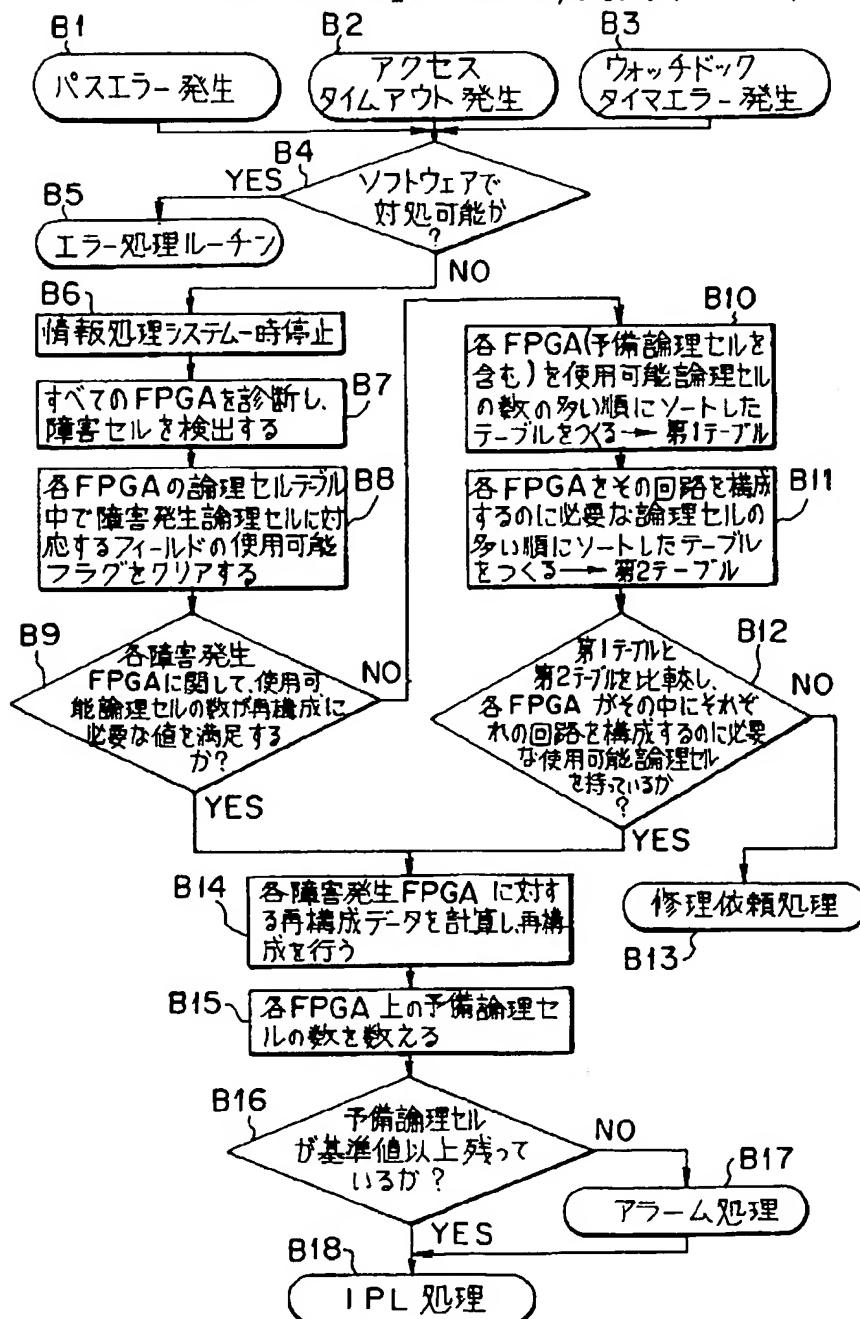 B1
パスエラー発生
B2
アクセス
タイムアウト発生
B3
ウォッチドック
タイマエラー発生
B4
ソフトウェアで
対処可能か
?
YES
NO
B5
エラー処理ルーチン
B6
情報処理システム一時停止
B7
すべてのFPGAを診断し、
障害セルを検出する
B8
各FPGAの論理セルテーブル
中で障害発生論理セルに対
応するフィールドの使用可能
フラグをクリアする
B9
各障害発生
FPGAに関して、使用可
能論理セルの数が再構成に
必要な値を満足する
か?
NO
YES
B10
各FPGA(予備論理セルを
含む)を使用可能論理セル
の数の多い順にソートした
テーブルをつくる→第1テーブル
B11
各FPGAをその回路を構成
するのに必要な論理セルの
多い順にソートしたテーブル
をつくる→第2テーブル
B12
第1テーブルと
第2テーブルを比較し、
各FPGAがその中にそれぞ
れの回路を構成するのに必要
な使用可能論理セル
を持っているか
?
NO
YES
修理依頼処理
B13
B14
各障害発生FPGAに対す
る再構成データを計算し、再構
成を行う
B15
各FPGA上の予備論理セ
ルの数を数える
B16
予備論理セル
が基準値以上残って
いるか?
NO
YES
B17
アラーム処理
B18
IPL処理